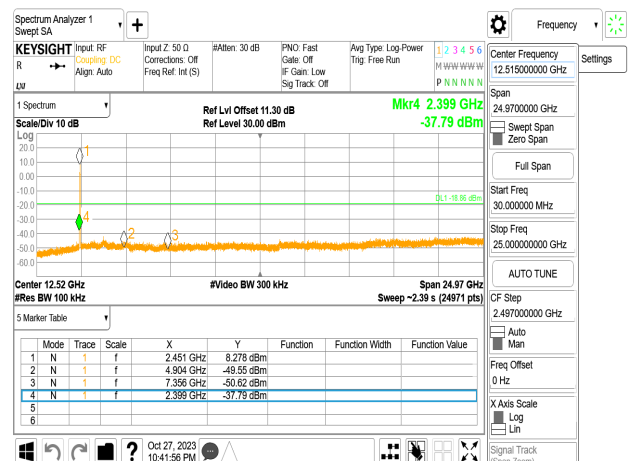 Spectrum Analyzer 1
Swept SA
Frequency
KEYSIGHT
R
LXI
Input: RF
Coupling: DC
Align: Auto
Input Z: 50 Ω
Corrections: Off
Freq Ref: Int (S)
#Atten: 30 dB
PNO: Fast
Gate: Off
IF Gain: Low
Sig Track: Off
Avg Type: Log-Power
Trig: Free Run
1 2 3 4 5 6
M W W W W W
P N N N N N
1 Spectrum
Scale/Div 10 dB
Ref Lvl Offset 11.30 dB
Ref Level 30.00 dBm
Mkr4 2.399 GHz
-37.79 dBm
Log
20.0
10.0
0.00
-10.0
-20.0
-30.0
-40.0
-50.0
-60.0
1
4
2
3
DL1 -18.86 dBm
Center 12.52 GHz
#Res BW 100 kHz
#Video BW 300 kHz
Span 24.97 GHz
Sweep ~2.39 s (24971 pts)
5 Marker Table
Mode Trace Scale X Y Function Function Width Function Value
1 N 1 f 2.451 GHz 8.278 dBm
2 N 1 f 4.904 GHz -49.55 dBm
3 N 1 f 7.356 GHz -50.62 dBm
4 N 1 f 2.399 GHz -37.79 dBm
5
6
?
Oct 27, 2023
10:41:56 PM
Center Frequency
12.515000000 GHz
Settings
Span
24.9700000 GHz
Swept Span
Zero Span
Full Span
Start Freq
30.000000 MHz
Stop Freq
25.000000000 GHz
AUTO TUNE
CF Step
2.497000000 GHz
Auto
Man
Freq Offset
0 Hz
X Axis Scale
Log
Lin
Signal Track
(Span Zoom)